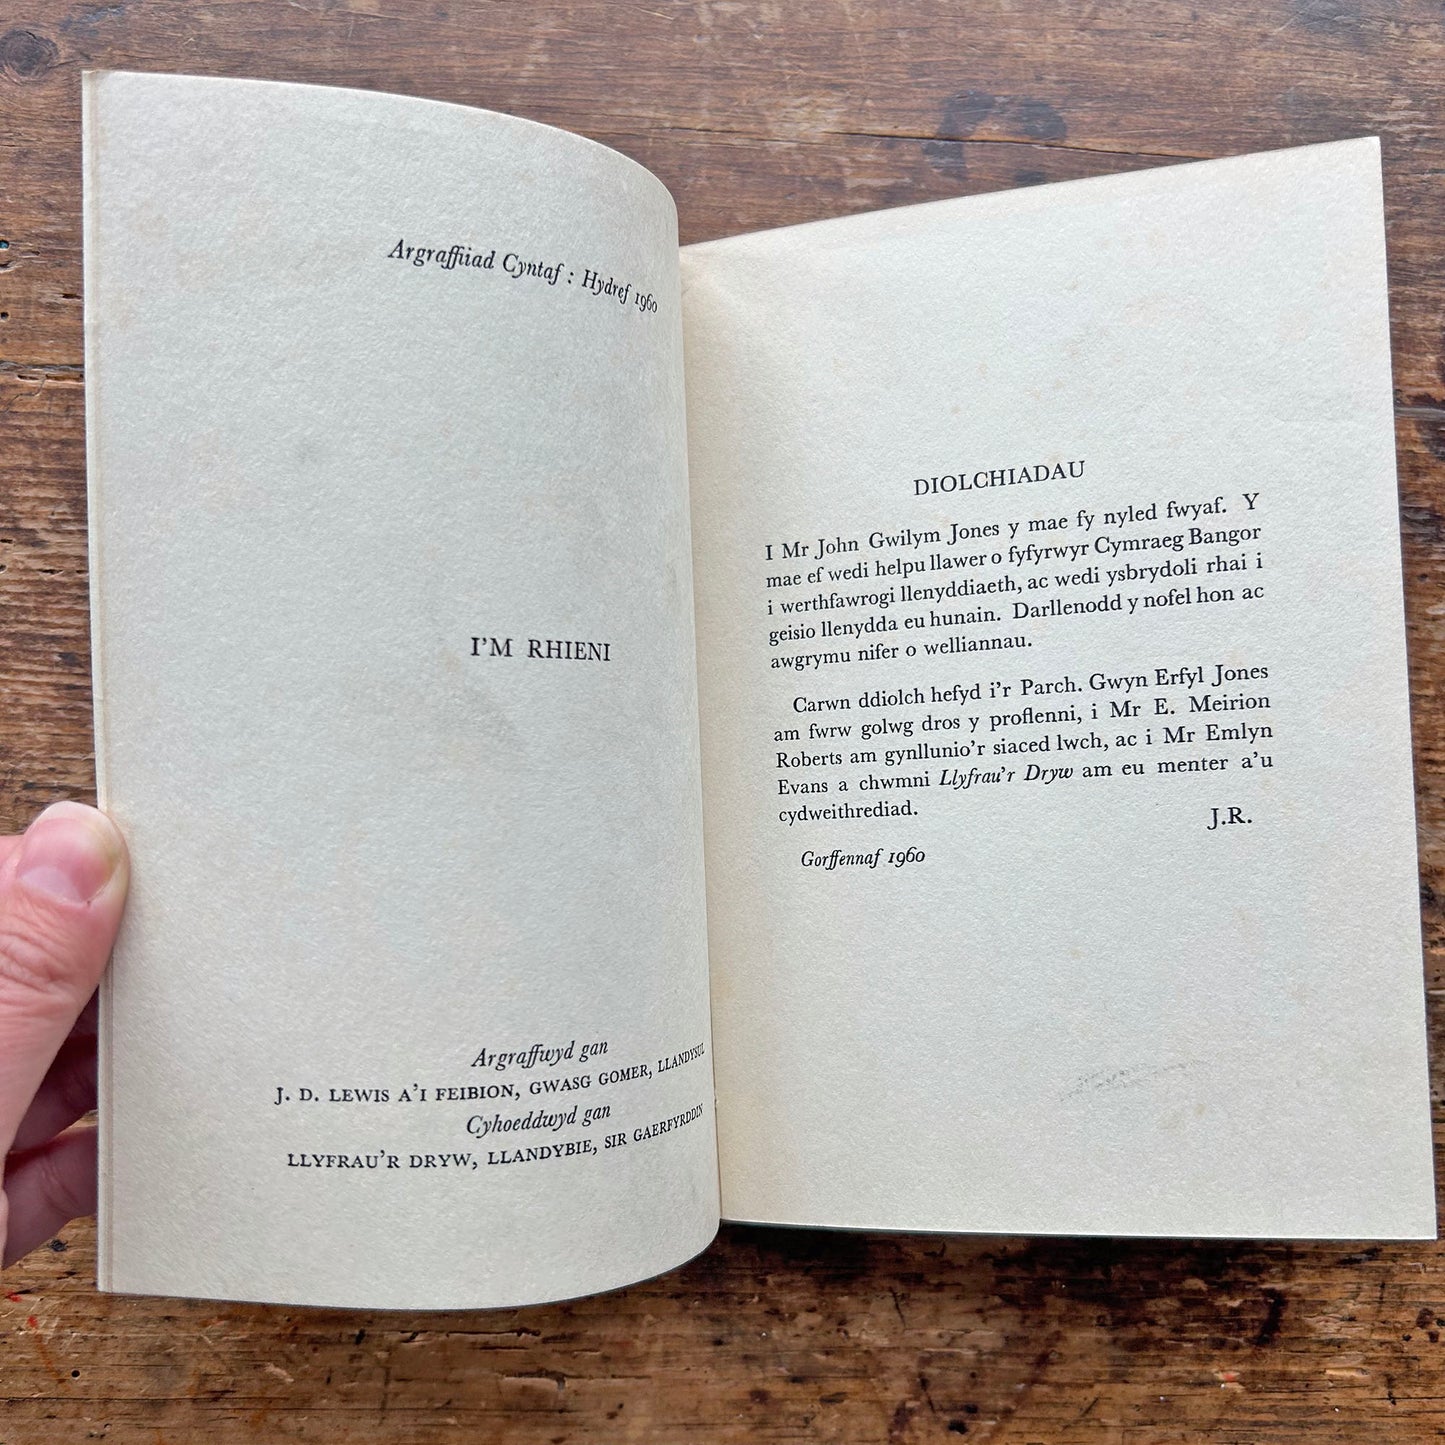 Argraffiiad Cyntaf : Hydref 1960
I'M RHIENI
Argraffwyd gan
J. D. LEWIS A'I FEIBION, GWASG GOMER, LLANDYSUL
Cyhoeddwyd gan
LLYFRAU'R DRYW, LLANDYBIE, SIR GAERFYRDDIN
DIOLCHIADAU
I Mr John Gwilym Jones y mae fy nyled fwyaf. Y
mae ef wedi helpu llawer o fyfyrwyr Cymraeg Bangor
i werthfawrogi llenyddiaeth, ac wedi ysbrydoli rhai i
geisio llenydda eu hunain. Darllenodd y nofel hon ac
awgrymu nifer o welliannau.
Carwn ddiolch hefyd i'r Parch. Gwyn Erfyl Jones
am fwrw golwg dros y proflenni, i Mr E. Meirion
Roberts am gynllunio'r siaced lwch, ac i Mr Emlyn
Evans a chwmni Llyfrau'r Dryw am eu menter a'u
cydweithrediad.
J.R.
Gorffennaf 1960